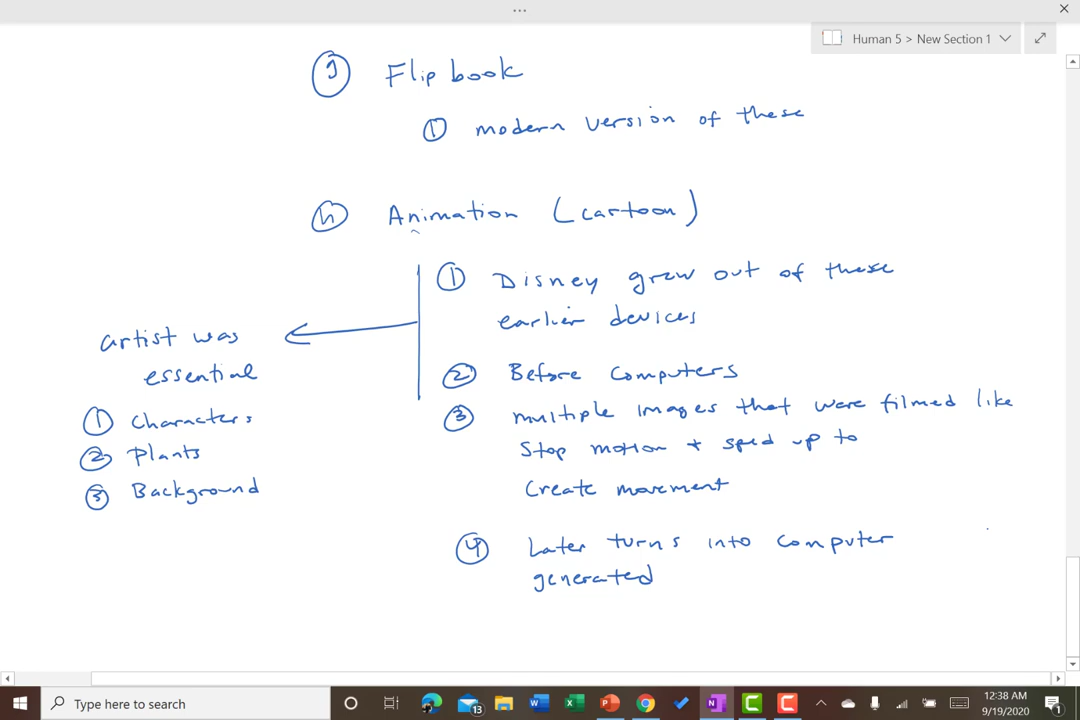 Human 5 > New Section 1
g Flip book
① modern version of these
h Animation (cartoon)
① Disney grew out of these
earlier devices
② Before computers
③ multiple images that were filmed like
stop motion + sped up to
create movement
④ Later turns into computer
generated
artist was
essential
① Characters
② Plants
③ Background
Type here to search
13
12:38 AM
9/19/2020
1